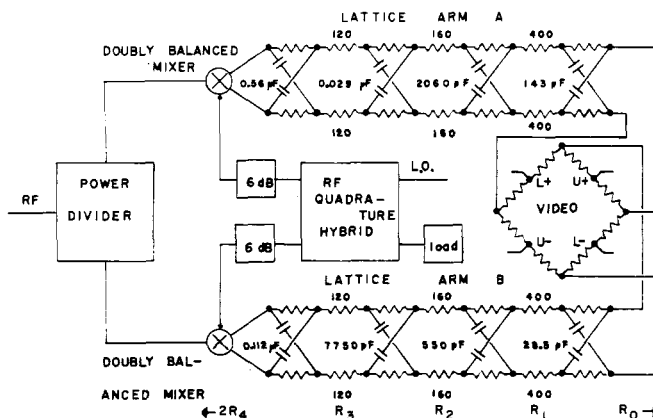 LATTICE ARM A
DOUBLY BALANCED
MIXER
120 160 400
0.56 µF 0.029 µF 2060 pF 143 pF
120 160 400
6 dB
L.O.
RF
POWER
DIVIDER
RF
QUADRA-
TURE
HYBRID
L+ U+
VIDEO
U- L-
6 dB
load
LATTICE ARM B
120 160 400
0.112 µF 7750 pF 550 pF 28.5 pF
DOUBLY BAL-
ANCED MIXER
120 160 400
←2R4 R3 R2 R1 R0→